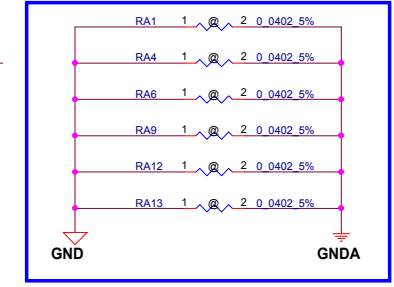 RA1 1 @ 2 0_0402_5%
RA4 1 @ 2 0_0402_5%
RA6 1 @ 2 0_0402_5%
RA9 1 @ 2 0_0402_5%
RA12 1 @ 2 0_0402_5%
RA13 1 @ 2 0_0402_5%
GND GNDA